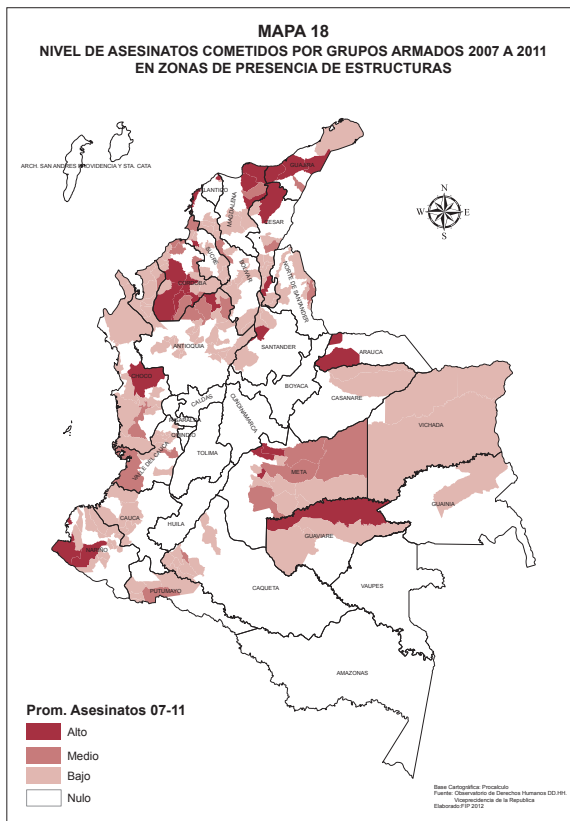 MAPA 18
NIVEL DE ASESINATOS COMETIDOS POR GRUPOS ARMADOS 2007 A 2011
EN ZONAS DE PRESENCIA DE ESTRUCTURAS
ARCH. SAN ANDRES PROVIDENCIA Y STA. CATA
GUAJIRA
ATLANTICO
MAGDALENA
CESAR
N
W
E
S
SUCRE
BOLIVAR
CORDOBA
NORTE DE SANTANDER
ANTIOQUIA
SANTANDER
ARAUCA
CHOCO
BOYACA
CASANARE
CALDAS
CUNDINAMARCA
VICHADA
RISARALDA
QUINDIO
VALLE DEL CAUCA
TOLIMA
META
GUAINIA
CAUCA
HUILA
GUAVIARE
NARIÑO
PUTUMAYO
CAQUETA
VAUPES
AMAZONAS
Prom. Asesinatos 07-11
Alto
Medio
Bajo
Nulo
Base Cartográfica: Procalculo
Fuente: Observatorio de Derechos Humanos DD.HH.
Vicepredicencia de la Republica
Elaborado:FIP 2012